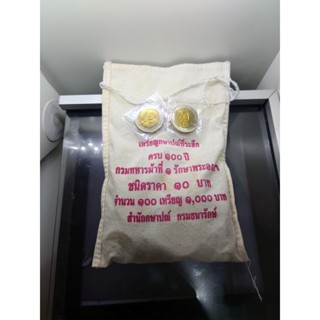 เหรียญกษาปณ์ที่ระลึก
ครบ ๑๐๐ ปี
กรมทหารม้าที่ ๑ รักษาพระองค์ฯ
ชนิดราคา ๑๐ บาท
จำนวน ๑๐๐ เหรียญ ๑,๐๐๐ บาท
สำนักกษาปณ์ กรมธนารักษ์